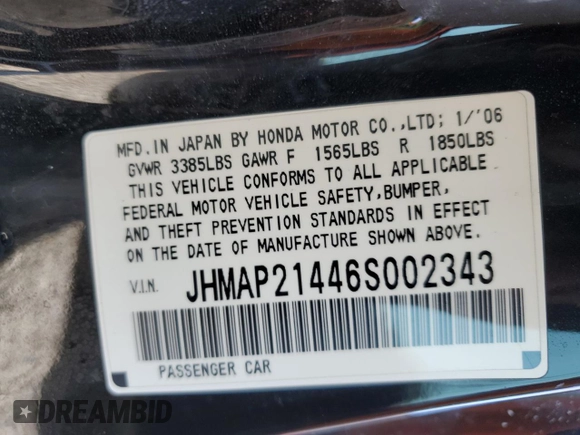 MFD.IN JAPAN BY HONDA MOTOR CO.,LTD; 1/'06
GVWR 3385LBS GAWR F 1565LBS R 1850LBS
THIS VEHICLE CONFORMS TO ALL APPLICABLE
FEDERAL MOTOR VEHICLE SAFETY,BUMPER,
AND THEFT PREVENTION STANDARDS IN EFFECT
ON THE DATE OF MANUFACTURE SHOWN ABOVE.
V.I.N. JHMAP21446S002343
PASSENGER CAR
DREAMBID